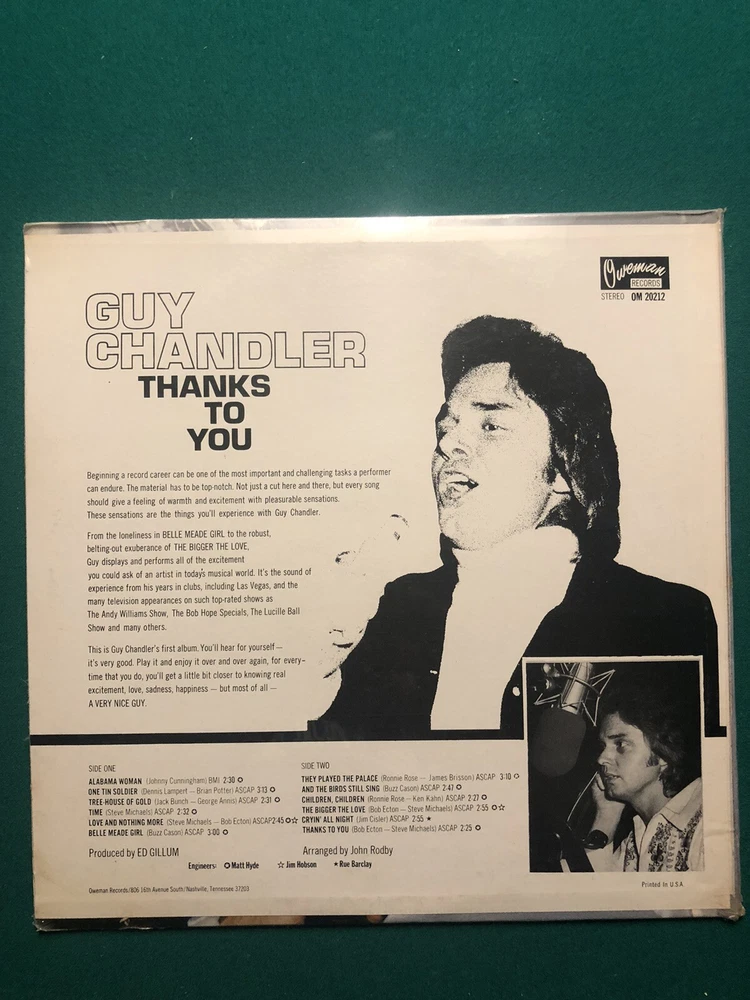 Oweman
RECORDS
STEREO OM 20212
GUY
CHANDLER
THANKS
TO
YOU
Beginning a record career can be one of the most important and challenging tasks a performer
can endure. The material has to be top-notch. Not just a cut here and there, but every song
should give a feeling of warmth and excitement with pleasurable sensations.
These sensations are the things you'll experience with Guy Chandler.
From the loneliness in BELLE MEADE GIRL to the robust,
belting-out exuberance of THE BIGGER THE LOVE,
Guy displays and performs all of the excitement
you could ask of an artist in today's musical world. It's the sound of
experience from his years in clubs, including Las Vegas, and the
many television appearances on such top-rated shows as
The Andy Williams Show, The Bob Hope Specials, The Lucille Ball
Show and many others.
This is Guy Chandler's first album. You'll hear for yourself —
it's very good. Play it and enjoy it over and over again, for every-
time that you do, you'll get a little bit closer to knowing real
excitement, love, sadness, happiness — but most of all —
A VERY NICE GUY.
SIDE ONE
ALABAMA WOMAN (Johnny Cunningham) BMI 2:30 ✪
ONE TIN SOLDIER (Dennis Lampert – Brian Potter) ASCAP 3:13 ✪
TREE-HOUSE OF GOLD (Jack Bunch – George Annis) ASCAP 2:31 ✪
TIME (Steve Michaels) ASCAP 2:32 ✪
LOVE AND NOTHING MORE (Steve Michaels – Bob Ecton) ASCAP 2:45 ✪☆
BELLE MEADE GIRL (Buzz Cason) ASCAP 3:00 ✪
Produced by ED GILLUM
SIDE TWO
THEY PLAYED THE PALACE (Ronnie Rose – James Brisson) ASCAP 3:10 ✪
AND THE BIRDS STILL SING (Buzz Cason) ASCAP 2:47 ✪
CHILDREN, CHILDREN (Ronnie Rose – Ken Kahn) ASCAP 2:27 ✪
THE BIGGER THE LOVE (Bob Ecton – Steve Michaels) ASCAP 2:55 ✪☆
CRYIN' ALL NIGHT (Jim Cisler) ASCAP 2:55 ★
THANKS TO YOU (Bob Ecton – Steve Michaels) ASCAP 2:25 ✪
Arranged by John Rodby
Engineers: ✪ Matt Hyde ☆ Jim Hobson ★ Rue Barclay
Oweman Records/806 16th Avenue South/Nashville, Tennessee 37203
Printed In U.S.A.